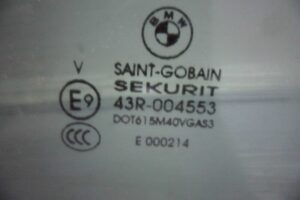 BMW
V
SAINT-GOBAIN
SEKURIT
E9
43R-004553
CCC
DOT615M40VGAS3
E 000214